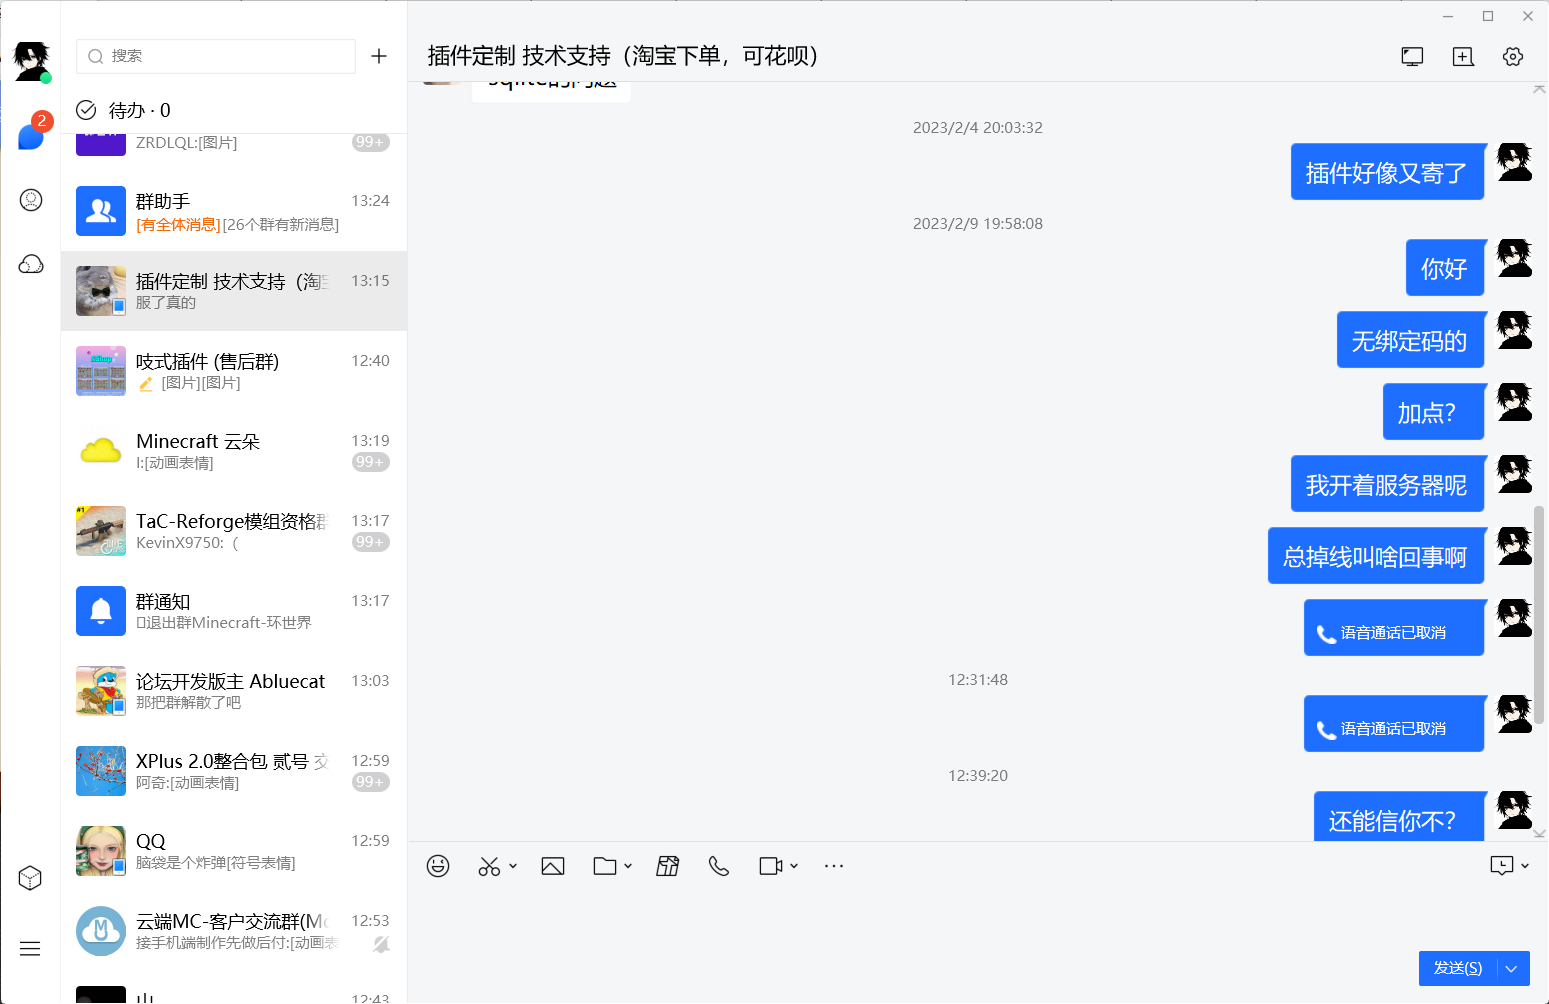 搜索
待办 · 0
ZRDLQL:[图片]
99+
群助手
13:24
[有全体消息][26个群有新消息]
插件定制 技术支持（淘宝
13:15
服了真的
吱式插件 (售后群)
12:40
[图片][图片]
Minecraft 云朵
13:19
I:[动画表情]
99+
TaC-Reforge模组资格群
13:17
KevinX9750:（
99+
群通知
13:17
退出群Minecraft-环世界
论坛开发版主 Abluecat
13:03
那把群解散了吧
XPlus 2.0整合包 贰号 交
12:59
阿奇:[动画表情]
99+
QQ
12:59
脑袋是个炸弹[符号表情]
云端MC-客户交流群(Mc
12:53
接手机端制作先做后付:[动画表
山
12:43
2
插件定制 技术支持（淘宝下单，可花呗）
sqlite的问题
2023/2/4 20:03:32
插件好像又寄了
2023/2/9 19:58:08
你好
无绑定码的
加点？
我开着服务器呢
总掉线叫啥回事啊
语音通话已取消
12:31:48
语音通话已取消
12:39:20
还能信你不？
发送(S)